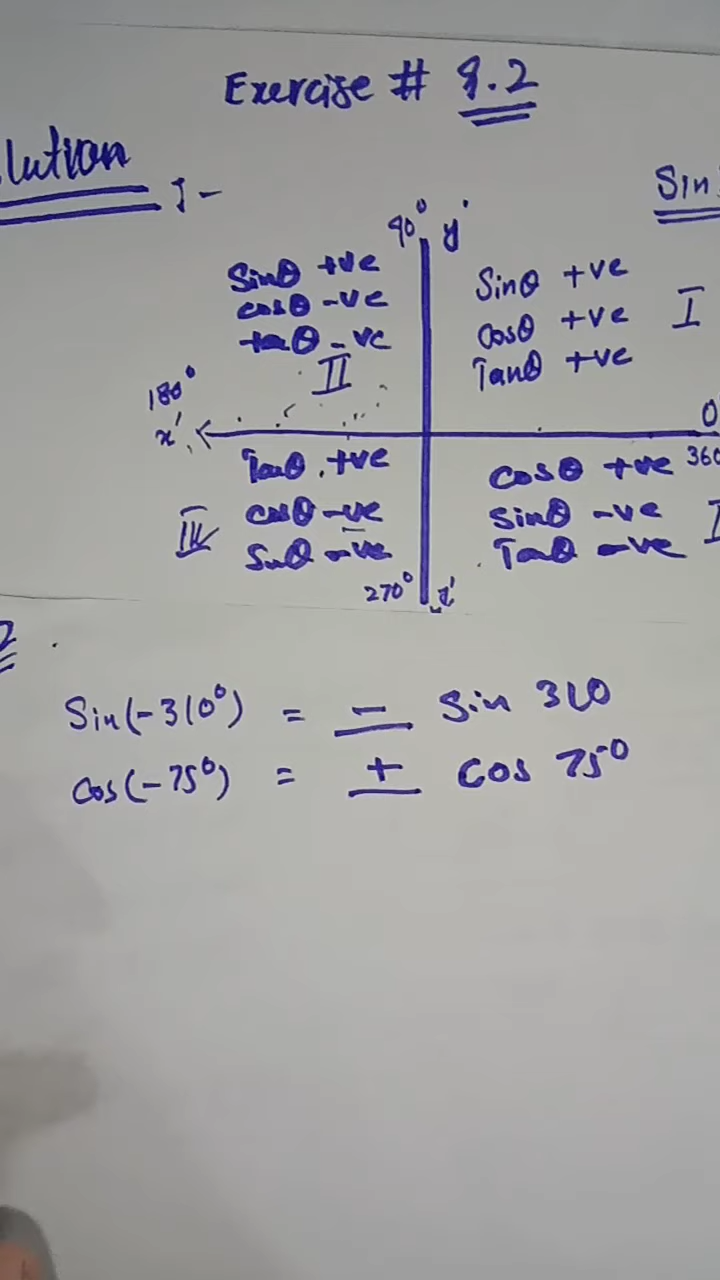 Exercise # 9.2
lution :-
Sin
90° y
Sinθ +ve
cosθ -ve
tanθ -ve
II
Sinθ +ve
Cosθ +ve
Tanθ +ve
I
180°
x'
0
360
Tanθ +ve
cosθ -ve
Sinθ -ve
cosθ +ve
sinθ -ve
Tanθ -ve
270° y'
2
Sin(-310°) = - Sin 310
Cos(-75°) = + Cos 75°